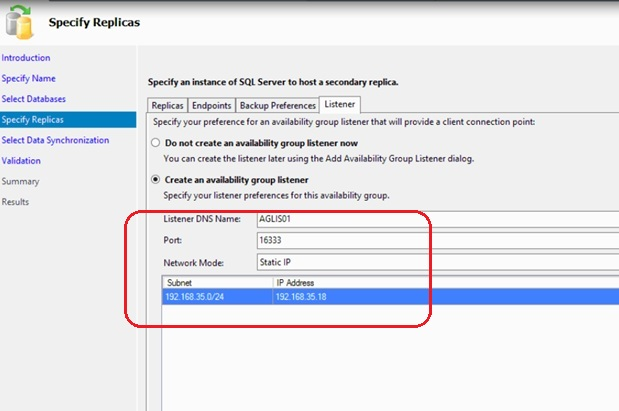 Specify Replicas
Introduction
Specify Name
Select Databases
Specify Replicas
Select Data Synchronization
Validation
Summary
Results
Specify an instance of SQL Server to host a secondary replica.
Replicas Endpoints Backup Preferences Listener
Specify your preference for an availability group listener that will provide a client connection point:
Do not create an availability group listener now
You can create the listener later using the Add Availability Group Listener dialog.
Create an availability group listener
Specify your listener preferences for this availability group.
Listener DNS Name: AGLIS01
Port: 16333
Network Mode: Static IP
Subnet IP Address
192.168.35.0/24 192.168.35.18